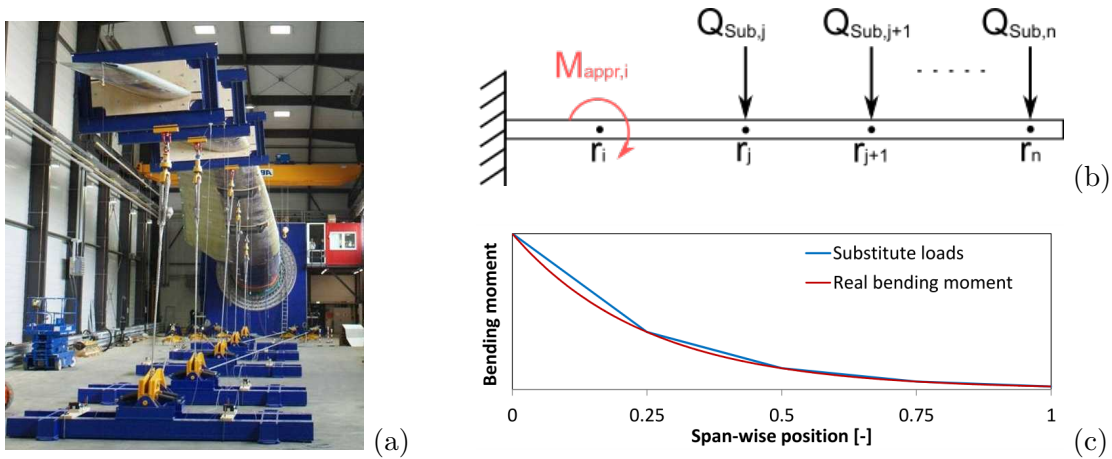 (a)
Q_Sub,j Q_Sub,j+1 Q_Sub,n
M_appr,i
r_i r_j r_j+1 r_n
(b)
Bending moment
Substitute loads
Real bending moment
0 0.25 0.5 0.75 1
Span-wise position [-]
(c)